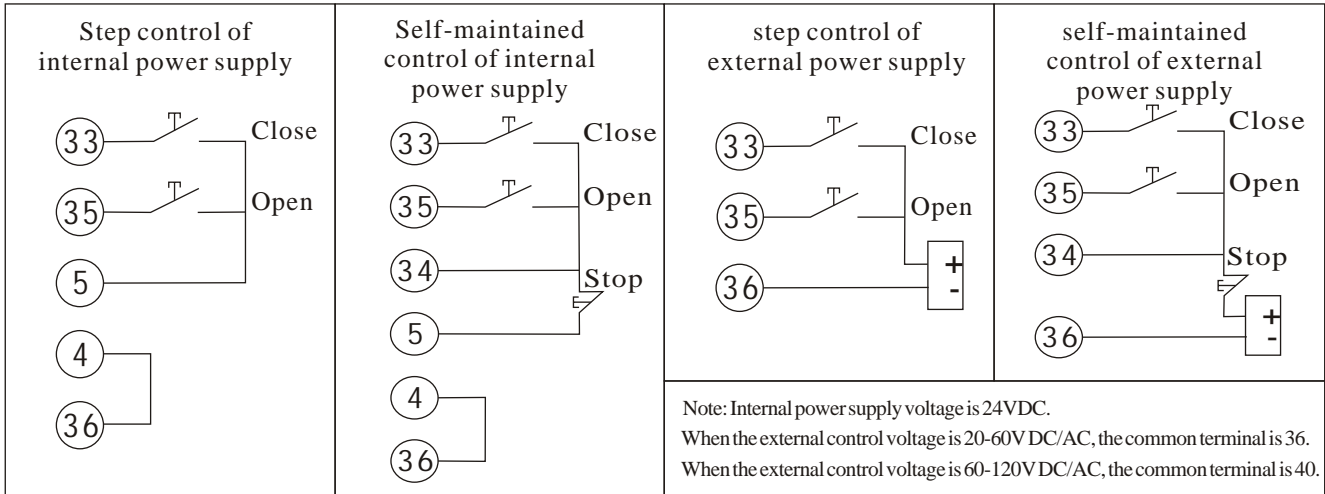 Step control of
internal power supply
33
Close
35
Open
5
4
36
Self-maintained
control of internal
power supply
33
Close
35
Open
34
Stop
5
4
36
step control of
external power supply
33
Close
35
Open
+
36
-
self-maintained
control of external
power supply
33
Close
35
Open
34
Stop
+
36
-
Note: Internal power supply voltage is 24VDC.
When the external control voltage is 20-60V DC/AC, the common terminal is 36.
When the external control voltage is 60-120V DC/AC, the common terminal is 40.